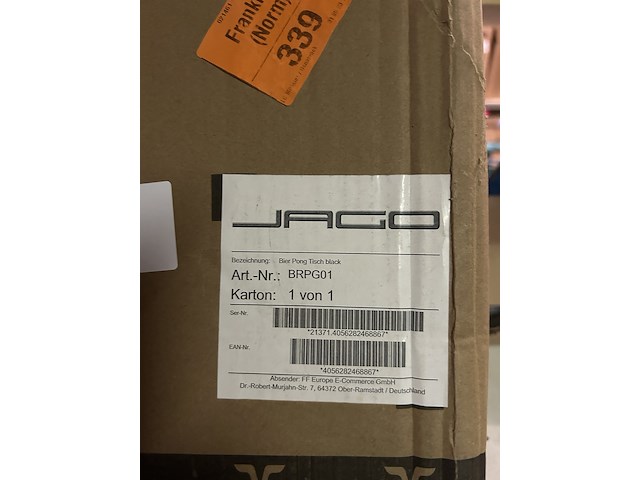 Frankf
(Norm)
339
JAGO
Bezeichnung: Bier Pong Tisch black
Art.-Nr.: BRPG01
Karton: 1 von 1
Ser-Nr.
*21371.4056282468867*
EAN-Nr.
*4056282468867*
Absender: FF Europe E-Commerce GmbH
Dr.-Robert-Murjahn-Str. 7, 64372 Ober-Ramstadt / Deutschland